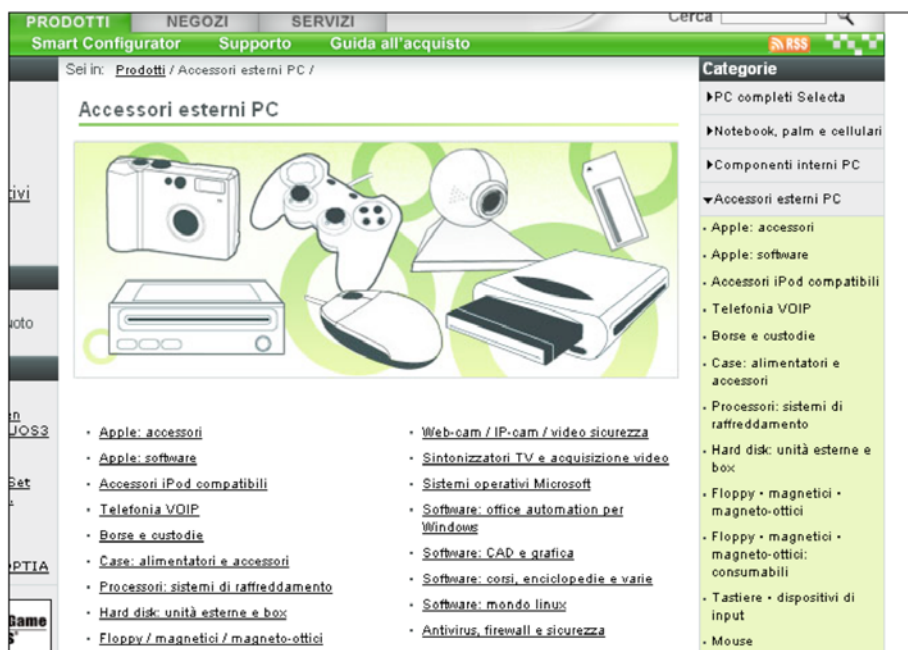 PRODOTTI NEGOZI SERVIZI
Cerca
Smart Configurator Supporto Guida all'acquisto
RSS
Sei in: Prodotti / Accessori esterni PC /
Accessori esterni PC
Apple: accessori
Apple: software
Accessori iPod compatibili
Telefonia VOIP
Borse e custodie
Case: alimentatori e accessori
Processori: sistemi di raffreddamento
Hard disk: unità esterne e box
Floppy / magnetici / magneto-ottici
Web-cam / IP-cam / video sicurezza
Sintonizzatori TV e acquisizione video
Sistemi operativi Microsoft
Software: office automation per
Windows
Software: CAD e grafica
Software: corsi, enciclopedie e varie
Software: mondo linux
Antivirus, firewall e sicurezza
Categorie
PC completi Selecta
Notebook, palm e cellulari
Componenti interni PC
Accessori esterni PC
Apple: accessori
Apple: software
Accessori iPod compatibili
Telefonia VOIP
Borse e custodie
Case: alimentatori e
accessori
Processori: sistemi di
raffreddamento
Hard disk: unità esterne e
box
Floppy • magnetici •
magneto-ottici
Floppy • magnetici •
magneto-ottici:
consumabili
Tastiere • dispositivi di
input
Mouse